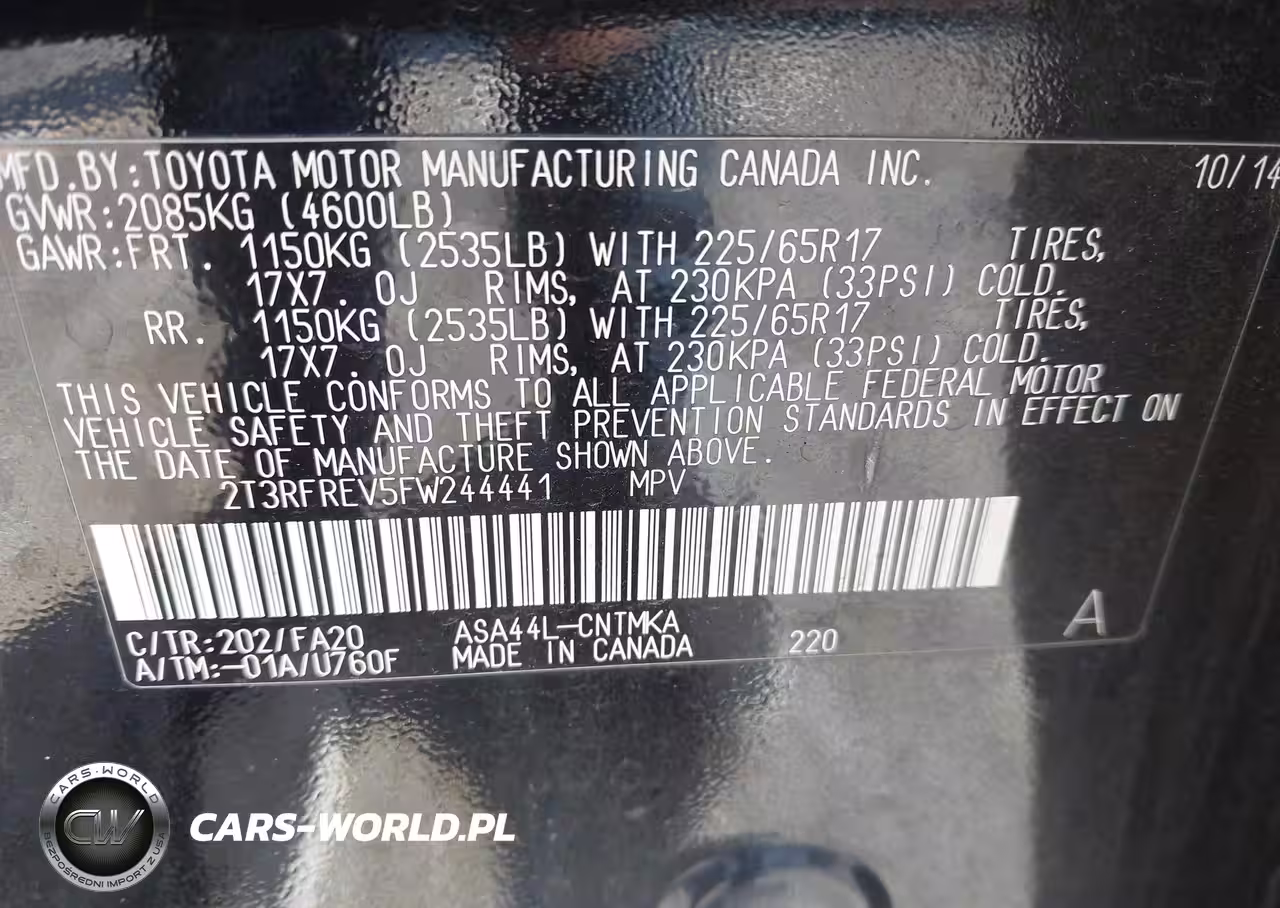 MFD.BY:TOYOTA MOTOR MANUFACTURING CANADA INC. 10/14
GVWR:2085KG (4600LB)
GAWR:FRT. 1150KG (2535LB) WITH 225/65R17 TIRES,
17X7.0J RIMS, AT 230KPA (33PSI) COLD.
RR. 1150KG (2535LB) WITH 225/65R17 TIRES,
17X7.0J RIMS, AT 230KPA (33PSI) COLD.
THIS VEHICLE CONFORMS TO ALL APPLICABLE FEDERAL MOTOR
VEHICLE SAFETY AND THEFT PREVENTION STANDARDS IN EFFECT ON
THE DATE OF MANUFACTURE SHOWN ABOVE.
2T3RFREV5FW244441 MPV
C/TR:202/FA20 ASA44L-CNTMKA 220 A
A/TM:-01A/U760F MADE IN CANADA
CARS-WORLD
CW
BEZPOŚREDNI IMPORT Z USA
CARS-WORLD.PL